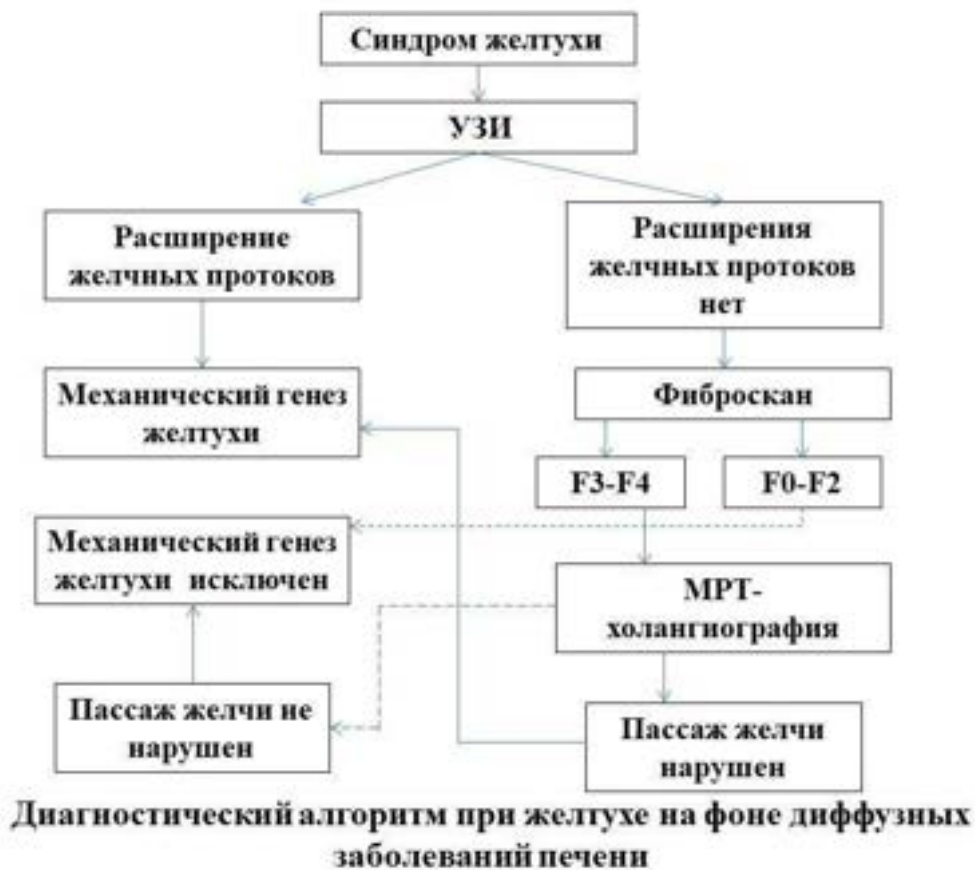 Синдром желтухи
УЗИ
Расширение
желчных протоков
Расширения
желчных протоков
нет
Механический генез
желтухи
Фиброскан
F3-F4
F0-F2
Механический генез
желтухи исключен
МРТ-
холангиография
Пассаж желчи не
нарушен
Пассаж желчи
нарушен
Диагностический алгоритм при желтухе на фоне диффузных
заболеваний печени